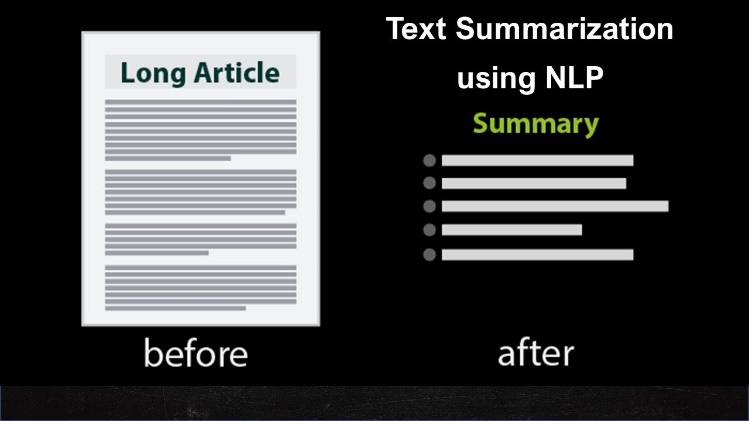 Text Summarization
using NLP
Long Article
Summary
before
after